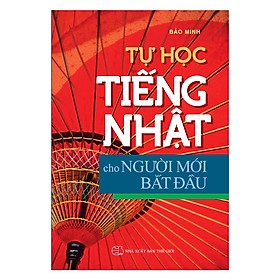 BẢO MINH
TỰ HỌC
TIẾNG
NHẬT
cho NGƯỜI MỚI
BẮT ĐẦU
NHÀ XUẤT BẢN THẾ GIỚI